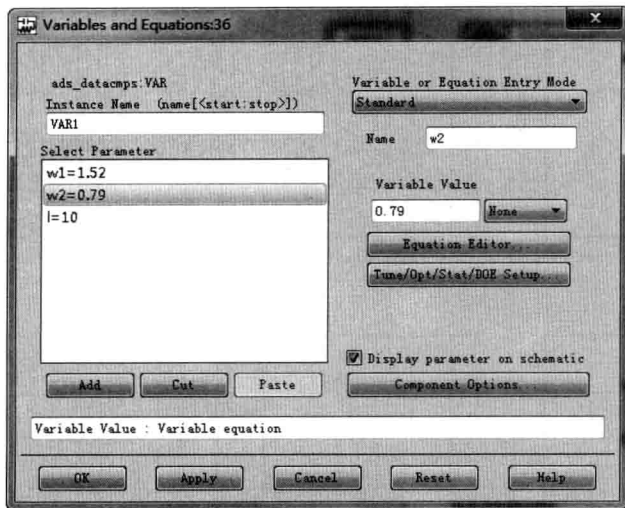 Variables and Equations:36
ads_datacmps:VAR
Instance Name (name[<start:stop>])
VAR1
Select Parameter
w1=1.52
w2=0.79
l=10
Add
Cut
Paste
Variable or Equation Entry Mode
Standard
Name
w2
Variable Value
0.79
None
Equation Editor...
Tune/Opt/Stat/DOE Setup...
Display parameter on schematic
Component Options...
Variable Value : Variable equation
OK
Apply
Cancel
Reset
Help